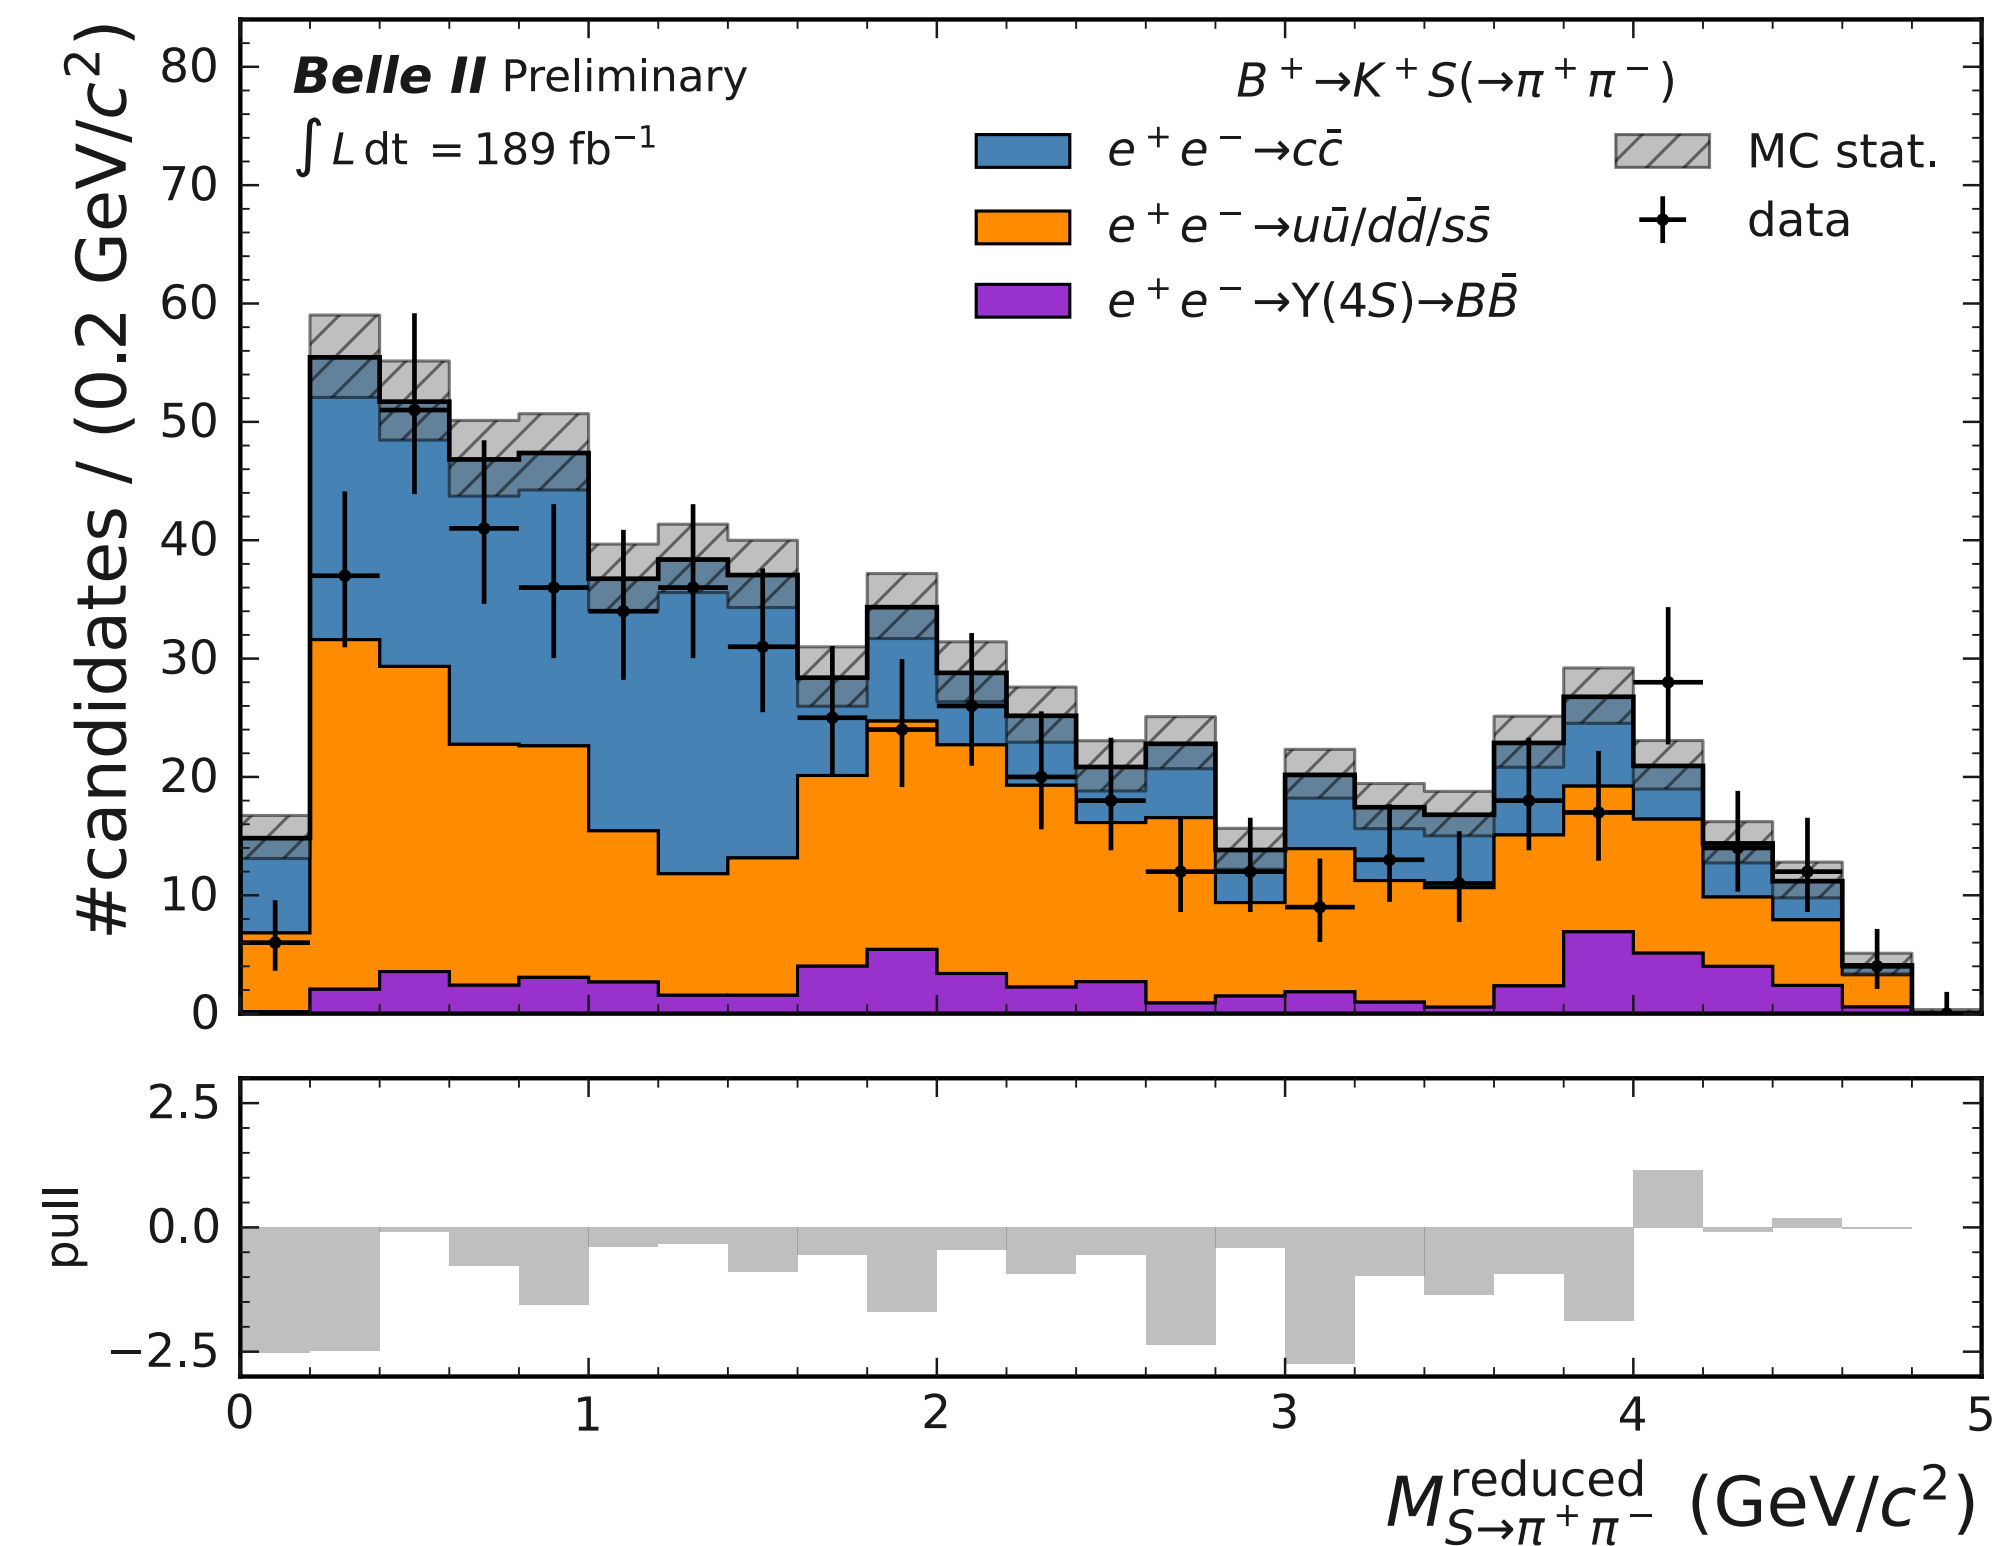 #candidates / (0.2 GeV/c²)
80
70
60
50
40
30
20
10
0
Belle II Preliminary
∫ L dt = 189 fb⁻¹
B⁺→K⁺S(→π⁺π⁻)
e⁺e⁻→cc̄
e⁺e⁻→uū/dd̄/ss̄
e⁺e⁻→Υ(4S)→BB̄
MC stat.
data
pull
2.5
0.0
−2.5
0 1 2 3 4 5
M^reduced_S→π⁺π⁻ (GeV/c²)